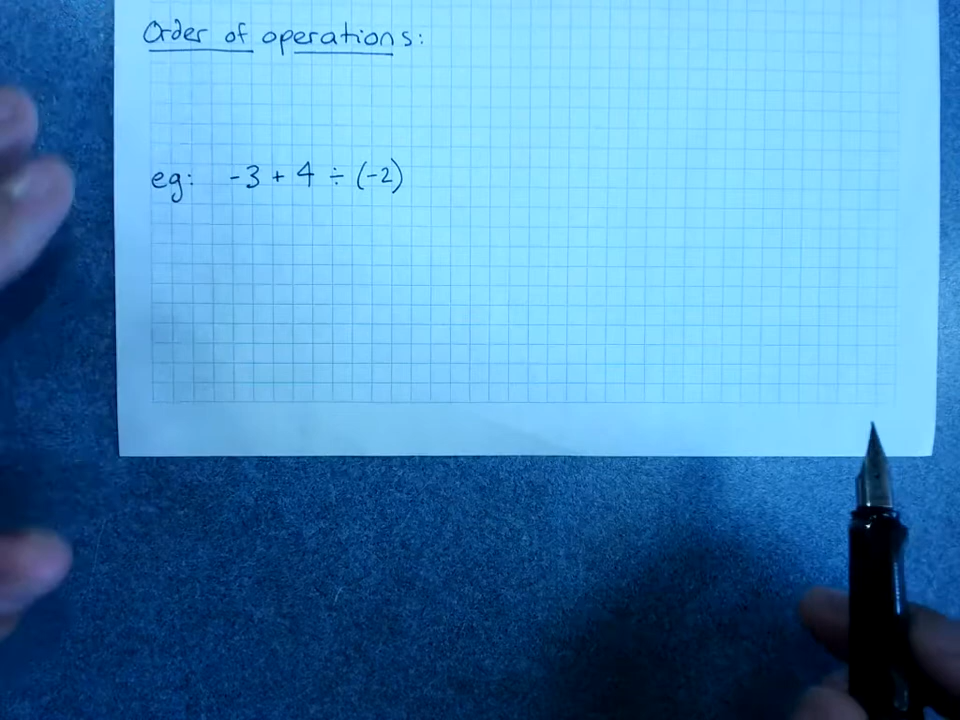 Order of operations:
eg: -3 + 4 ÷ (-2)